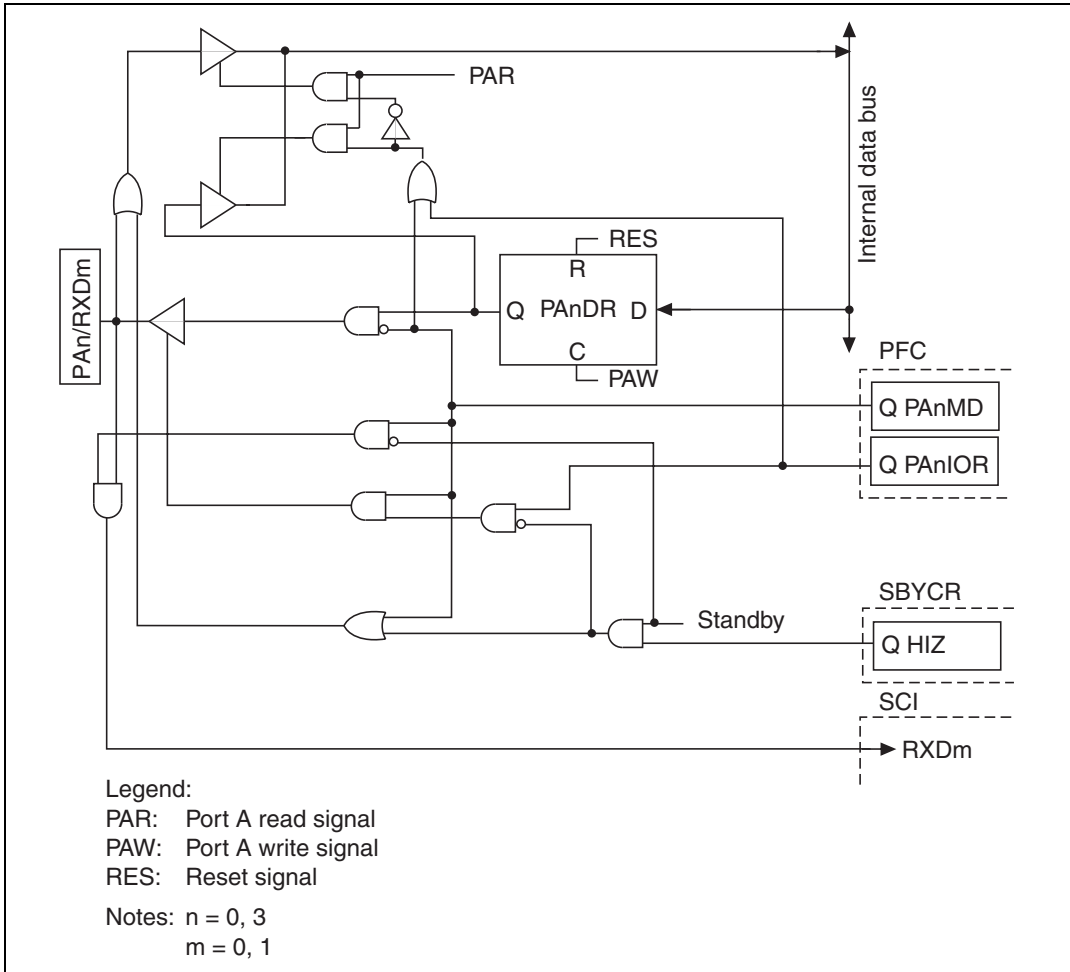 PAR
Internal data bus
RES
R
Q PAnDR D
C
PAW
PAn/RXDm
PFC
Q PAnMD
Q PAnIOR
Standby
SBYCR
Q HIZ
SCI
RXDm
Legend:
PAR: Port A read signal
PAW: Port A write signal
RES: Reset signal
Notes: n = 0, 3
m = 0, 1